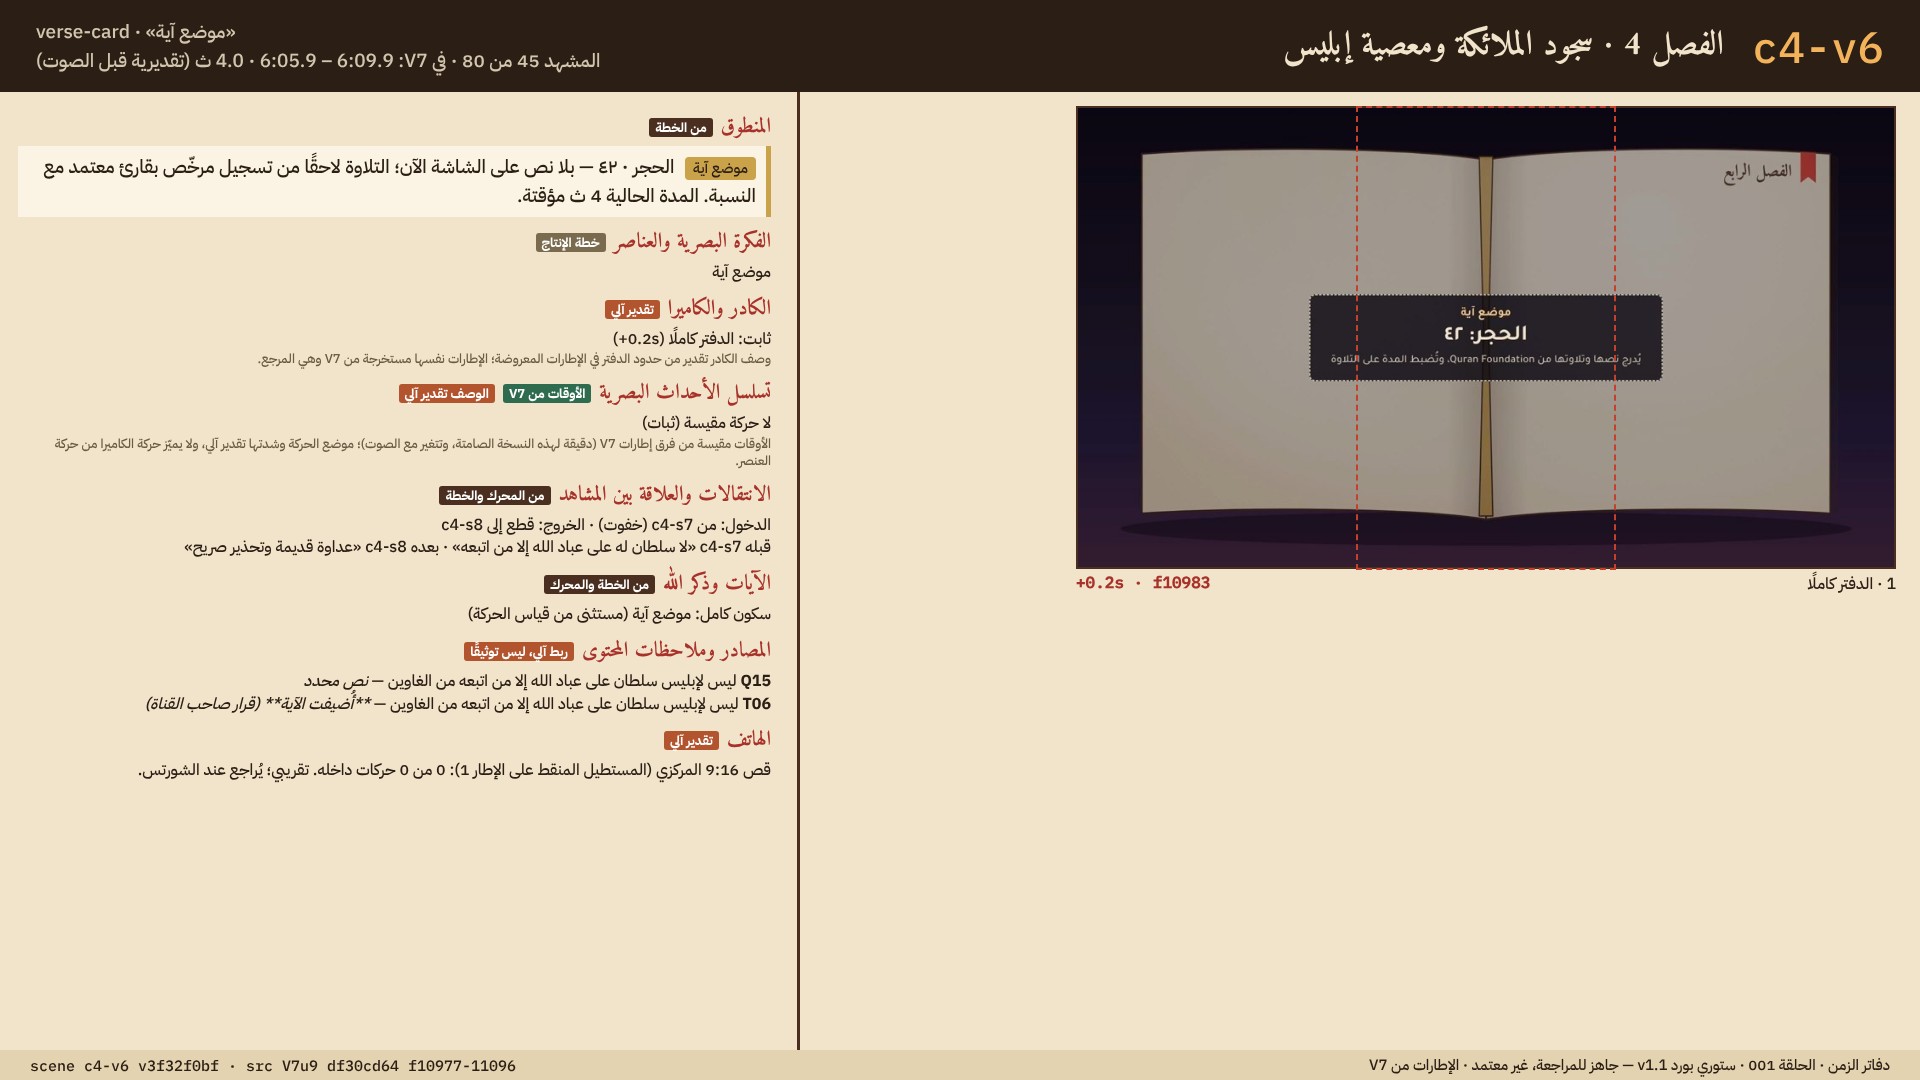 c4-v6
الفصل 4 · سجود الملائكة ومعصية إبليس
verse-card · «موضع آية»
المشهد 45 من 80 · في V7: 6:05.9 – 6:09.9 · 4.0 ث (تقديرية قبل الصوت)
الفصل الرابع
موضع آية
الحجر: ٤٢
يُدرج نصها وتلاوتها من Quran Foundation، وتُضبط المدة على التلاوة
1 · الدفتر كاملًا
+0.2s · f10983
المنطوق من الخطة
موضع آية الحجر · ٤٢ — بلا نص على الشاشة الآن؛ التلاوة لاحقًا من تسجيل مرخّص بقارئ معتمد مع
النسبة. المدة الحالية 4 ث مؤقتة.
الفكرة البصرية والعناصر خطة الإنتاج
موضع آية
الكادر والكاميرا تقدير آلي
ثابت: الدفتر كاملًا (+0.2s)
وصف الكادر تقدير من حدود الدفتر في الإطارات المعروضة؛ الإطارات نفسها مستخرجة من V7 وهي المرجع.
تسلسل الأحداث البصرية الأوقات من V7 الوصف تقدير آلي
لا حركة مقيسة (ثبات)
الأوقات مقيسة من فرق إطارات V7 (دقيقة لهذه النسخة الصامتة، وتتغير مع الصوت)؛ موضع الحركة وشدتها تقدير آلي، ولا يميّز حركة الكاميرا من حركة
العنصر.
الانتقالات والعلاقة بين المشاهد من المحرك والخطة
الدخول: من c4-s7 (خفوت) · الخروج: قطع إلى c4-s8
قبله c4-s7 «لا سلطان له على عباد الله إلا من اتبعه» · بعده c4-s8 «عداوة قديمة وتحذير صريح»
الآيات وذكر الله من الخطة والمحرك
سكون كامل: موضع آية (مستثنى من قياس الحركة)
المصادر وملاحظات المحتوى ربط آلي، ليس توثيقًا
Q15 ليس لإبليس سلطان على عباد الله إلا من اتبعه من الغاوين — نص محدد
T06 ليس لإبليس سلطان على عباد الله إلا من اتبعه من الغاوين — **أُضيفت الآية** (قرار صاحب القناة)
الهاتف تقدير آلي
قص 9:16 المركزي (المستطيل المنقط على الإطار 1): 0 من 0 حركات داخله. تقريبي؛ يُراجع عند الشورتس.
دفاتر الزمن · الحلقة 001 · ستوري بورد v1.1 — جاهز للمراجعة، غير معتمد · الإطارات من V7
scene c4-v6 v3f32f0bf · src V7u9 df30cd64 f10977-11096